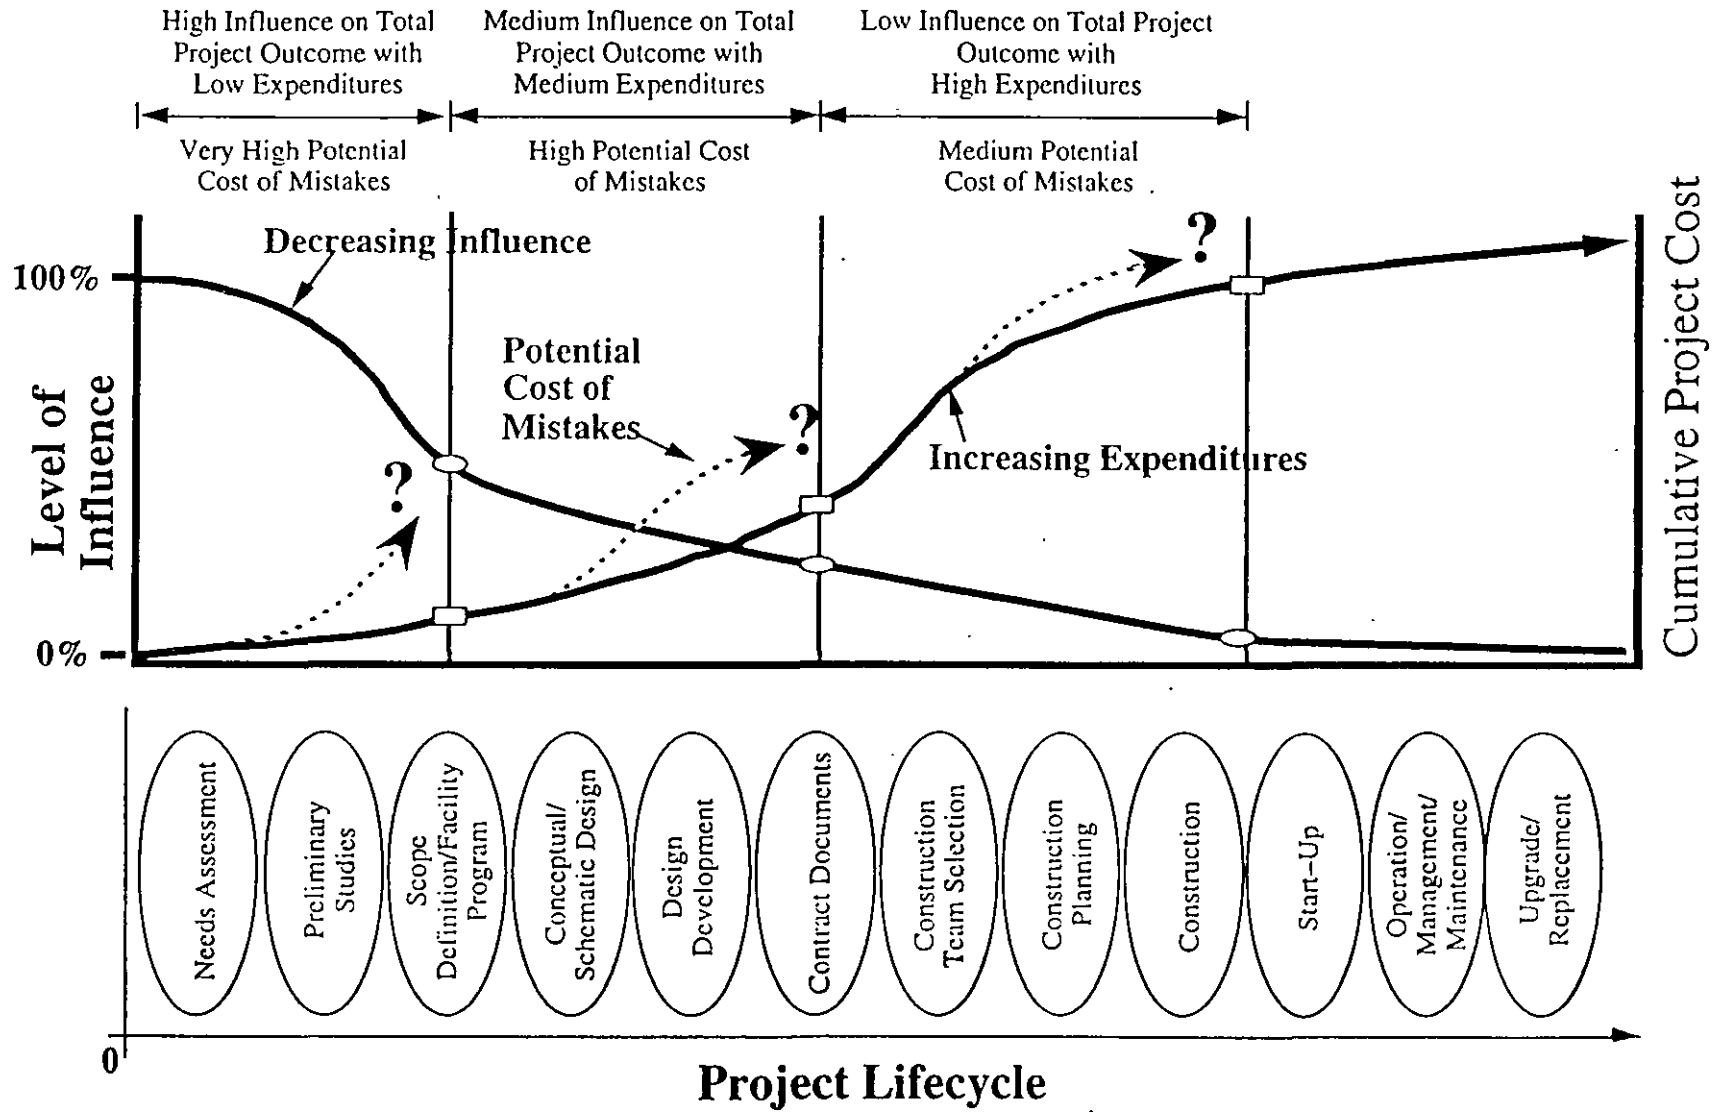 High Influence on Total
Project Outcome with
Low Expenditures
Medium Influence on Total
Project Outcome with
Medium Expenditures
Low Influence on Total Project
Outcome with
High Expenditures
Very High Potential
Cost of Mistakes
High Potential Cost
of Mistakes
Medium Potential
Cost of Mistakes
Decreasing Influence
100%
Level of
Influence
0%
Potential
Cost of
Mistakes
?
?
?
Increasing Expenditures
Cumulative Project Cost
Needs Assessment
Preliminary
Studies
Scope
Definition/Facility
Program
Conceptual/
Schematic Design
Design
Development
Contract Documents
Construction
Team Selection
Construction
Planning
Construction
Start-Up
Operation/
Management/
Maintenance
Upgrade/
Replacement
0
Project Lifecycle